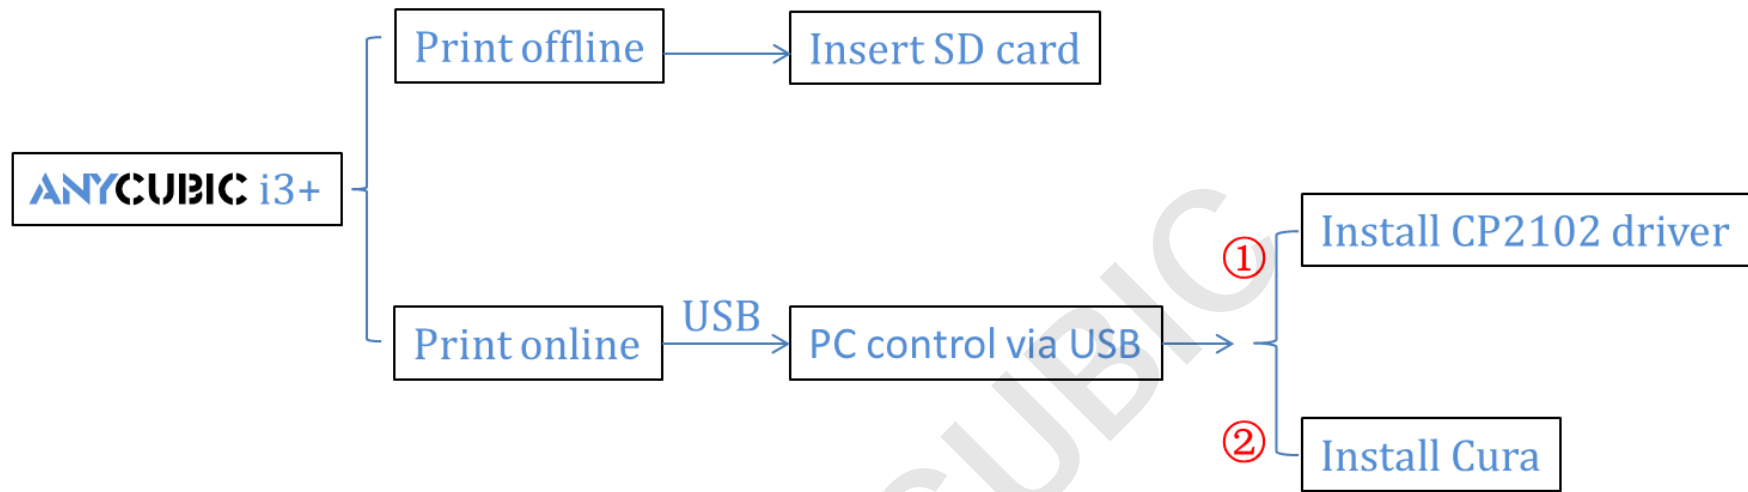 Print offline
Insert SD card
ANYCUBIC i3+
Install CP2102 driver
①
USB
Print online
PC control via USB
②
Install Cura
CUBIC